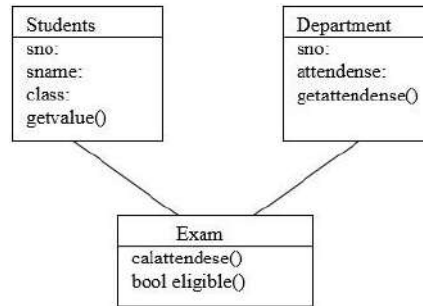 Students
sno:
sname:
class:
getvalue()
Department
sno:
attendense:
getattendense()
Exam
calattendese()
bool eligible()